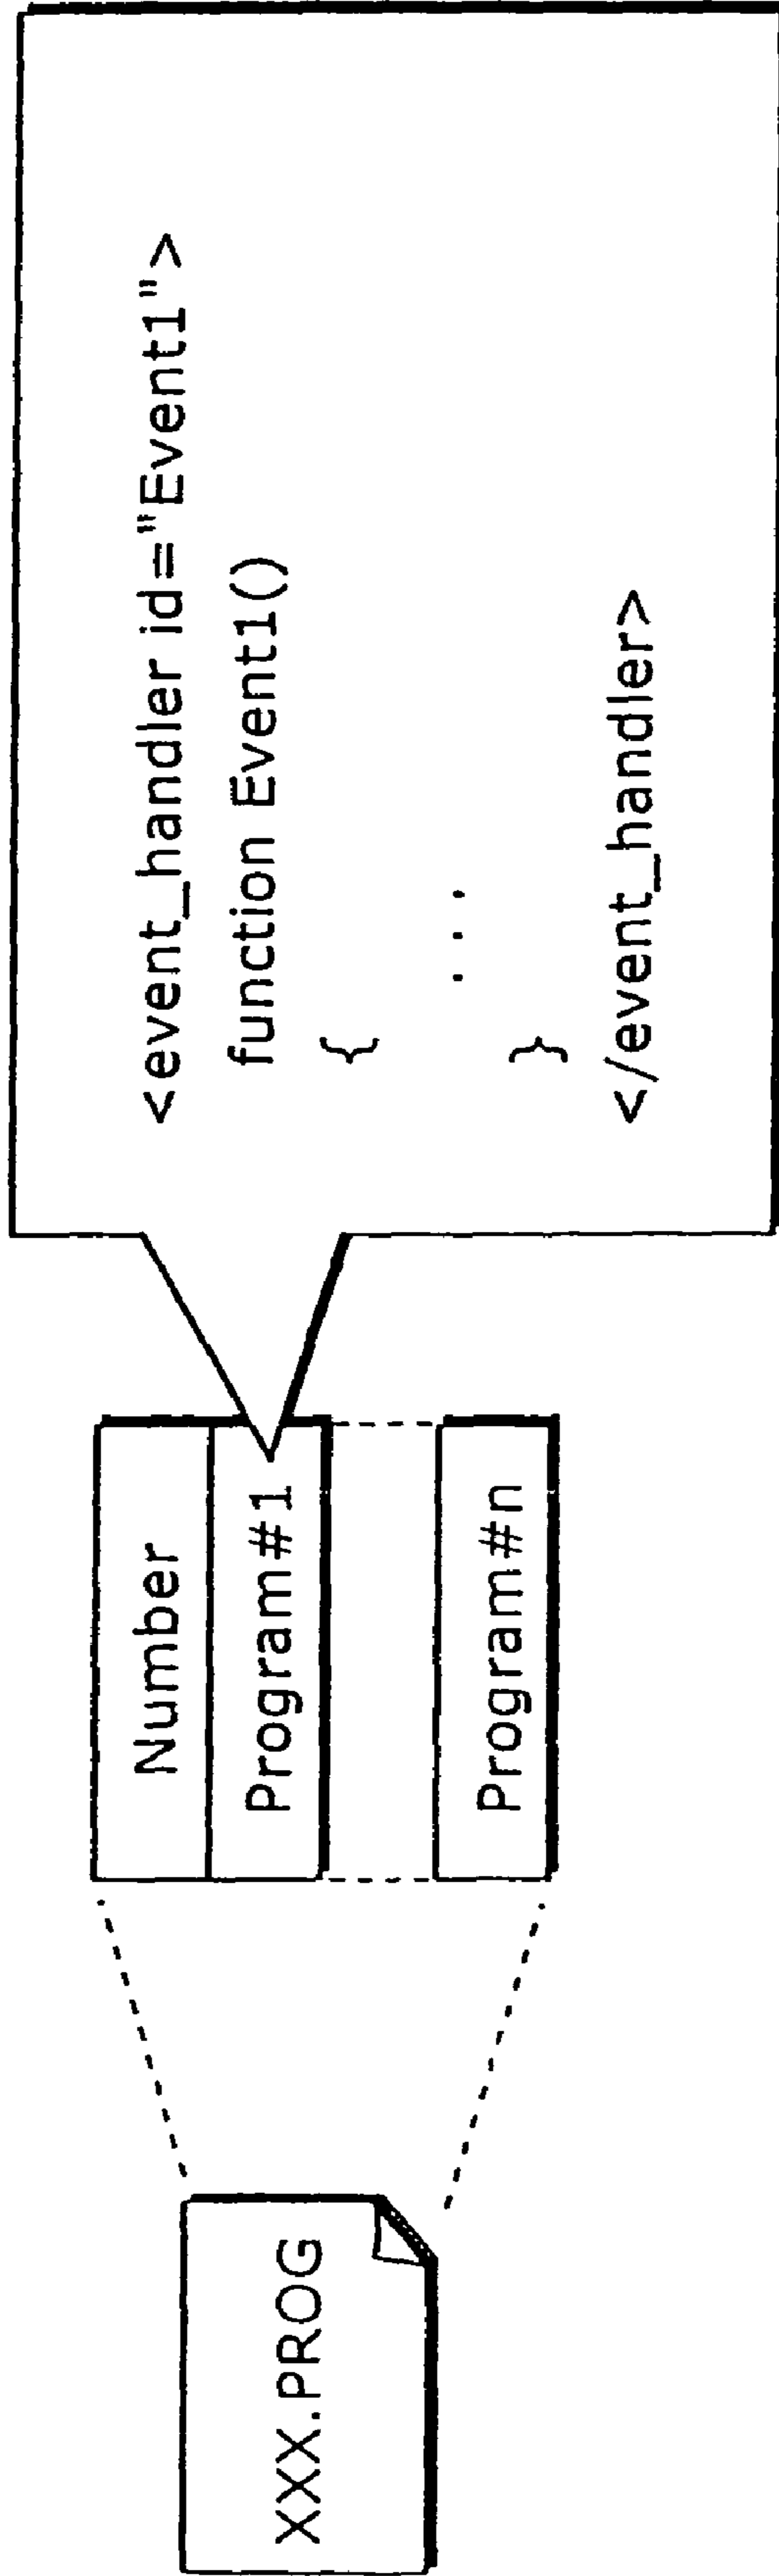 XXX.PROG
Number
Program#1
Program#n
<event_handler id="Event1">
function Event1()
{
. . .
}
</event_handler>